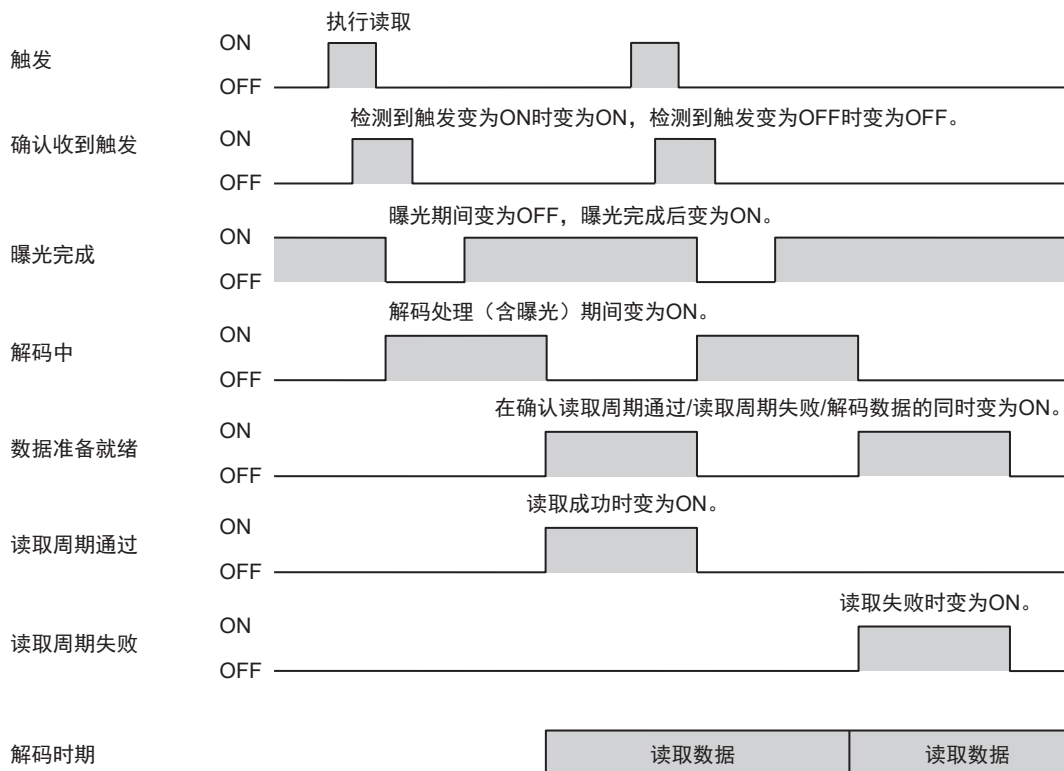 执行读取
触发
ON
OFF
检测到触发变为ON时变为ON，检测到触发变为OFF时变为OFF。
确认收到触发
ON
OFF
曝光期间变为OFF，曝光完成后变为ON。
曝光完成
ON
OFF
解码处理（含曝光）期间变为ON。
解码中
ON
OFF
在确认读取周期通过/读取周期失败/解码数据的同时变为ON。
数据准备就绪
ON
OFF
读取成功时变为ON。
读取周期通过
ON
OFF
读取失败时变为ON。
读取周期失败
ON
OFF
解码时期
读取数据
读取数据